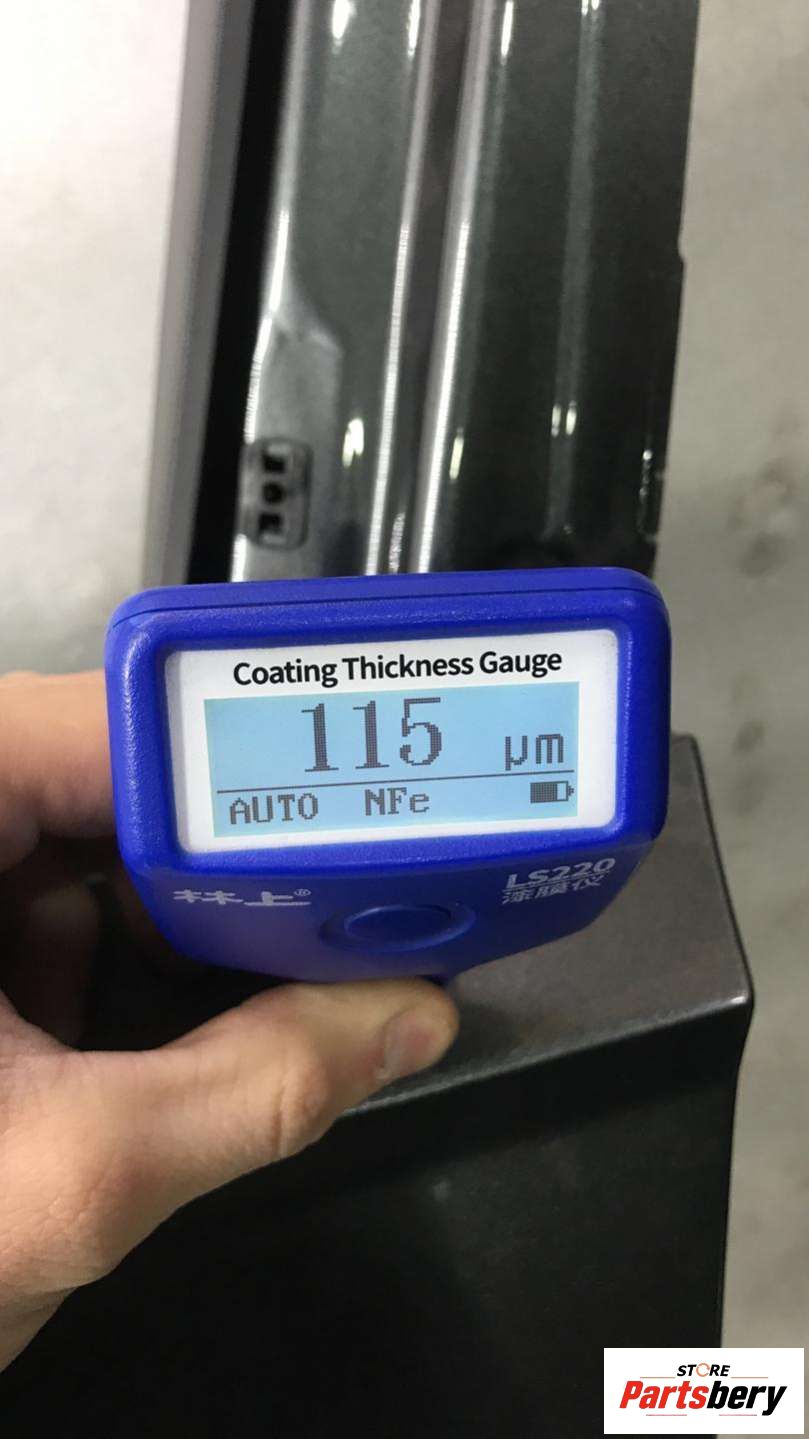 Coating Thickness Gauge
115 μm
AUTO NFe
林上®
LS220
涂膜仪
STORE
Partsbery